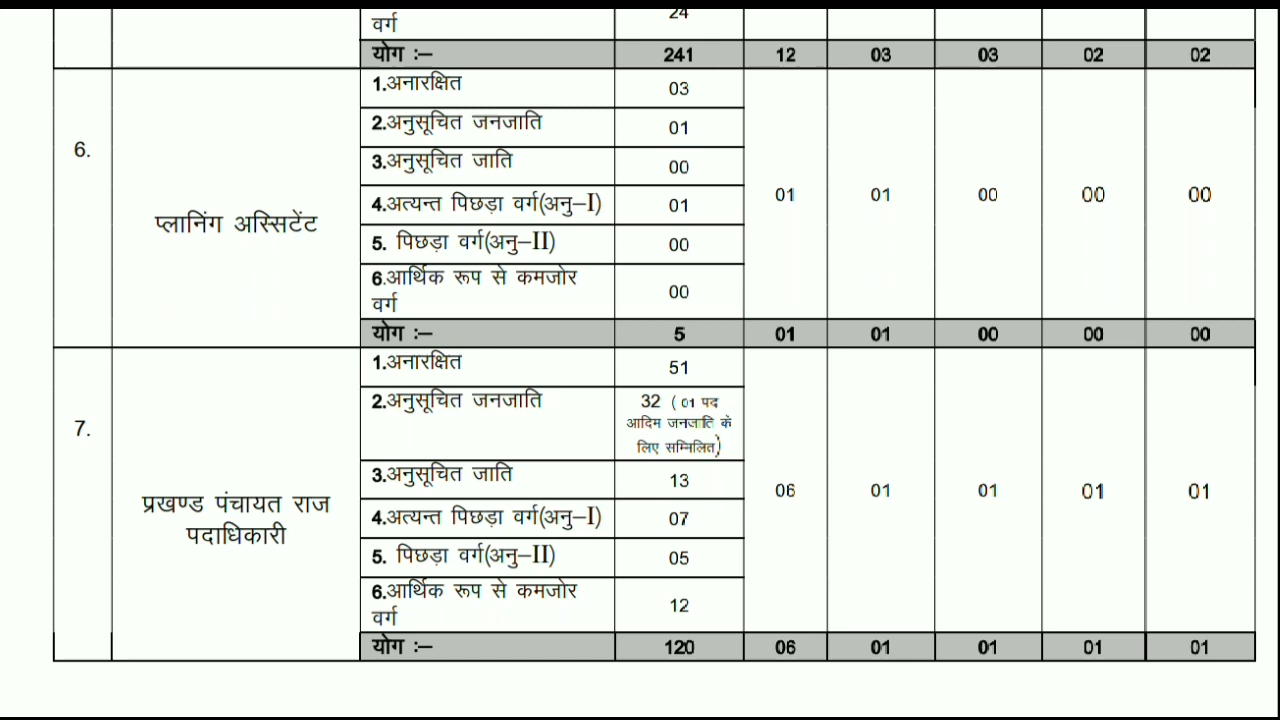 वर्ग 24
योग :– 241 12 03 03 02 02
6. प्लानिंग अस्सिटेंट
1.अनारक्षित 03
2.अनुसूचित जनजाति 01
3.अनुसूचित जाति 00
4.अत्यन्त पिछड़ा वर्ग(अनु–I) 01
5. पिछड़ा वर्ग(अनु–II) 00
6.आर्थिक रूप से कमजोर
वर्ग 00
01 01 00 00 00
योग :– 5 01 01 00 00 00
7. प्रखण्ड पंचायत राज
पदाधिकारी
1.अनारक्षित 51
2.अनुसूचित जनजाति 32 ( 01 पद
आदिम जनजाति के
लिए सम्मिलित)
3.अनुसूचित जाति 13
4.अत्यन्त पिछड़ा वर्ग(अनु–I) 07
5. पिछड़ा वर्ग(अनु–II) 05
6.आर्थिक रूप से कमजोर
वर्ग 12
06 01 01 01 01
योग :– 120 06 01 01 01 01